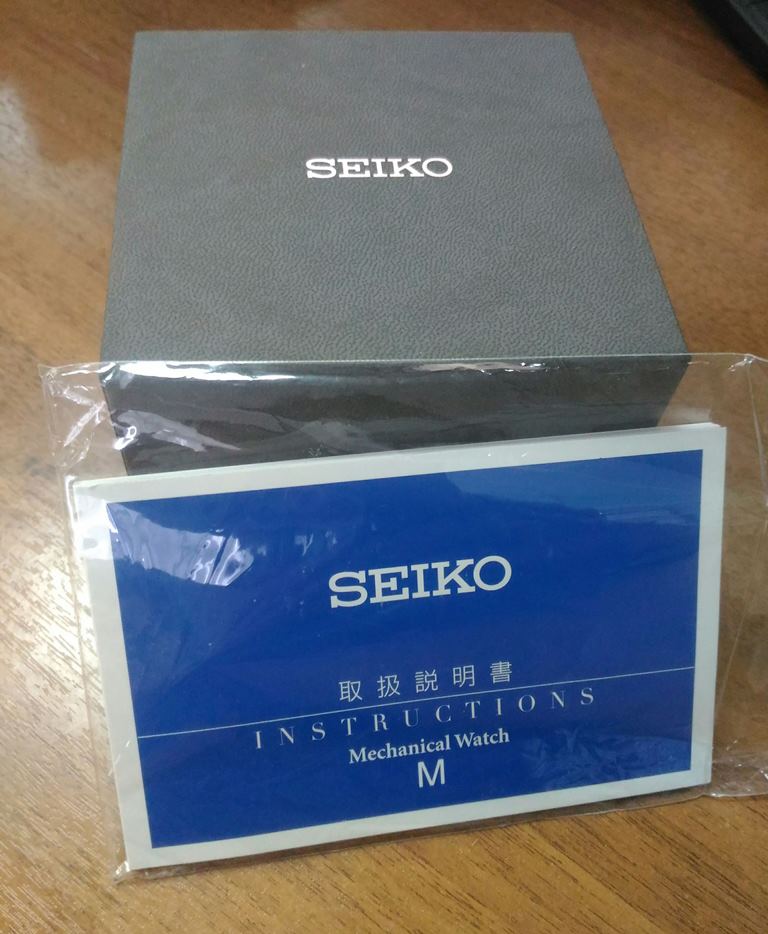 SEIKO
SEIKO
取扱説明書
INSTRUCTIONS
Mechanical Watch
M